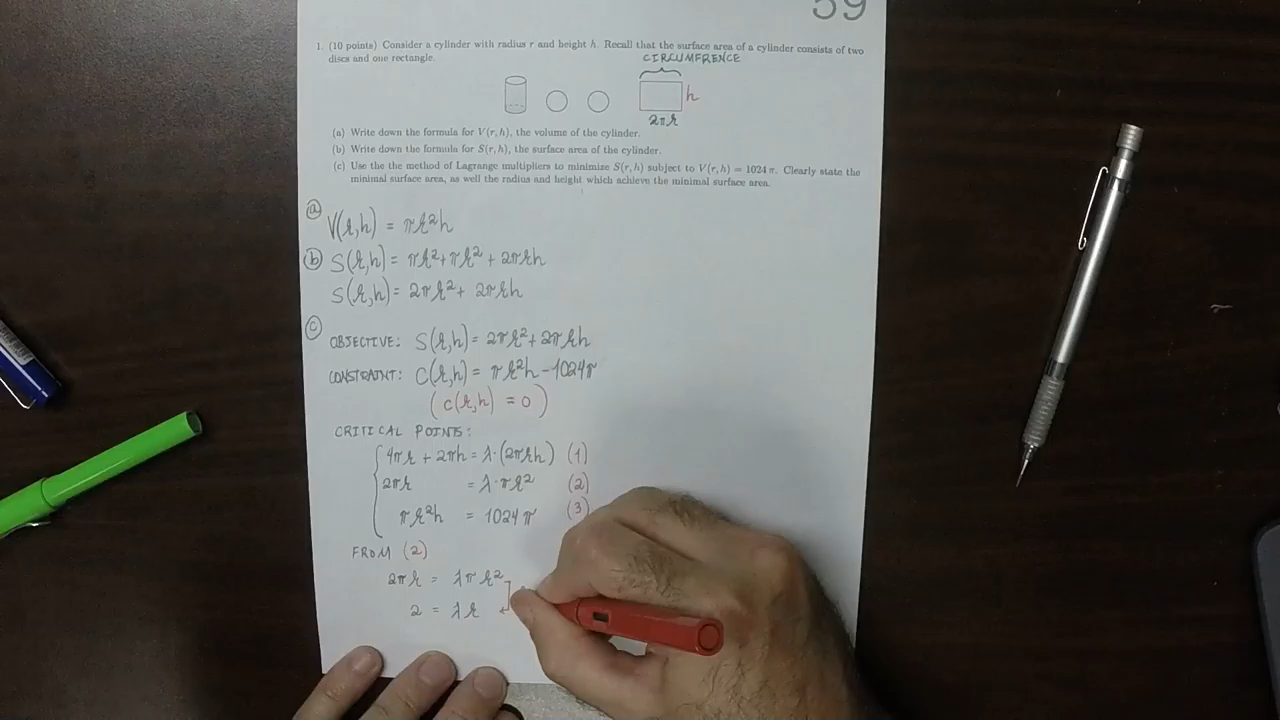 59
1. (10 points) Consider a cylinder with radius r and height h. Recall that the surface area of a cylinder consists of two
discs and one rectangle.
CIRCUMFRENCE
h
2πr
(a) Write down the formula for V(r, h), the volume of the cylinder.
(b) Write down the formula for S(r, h), the surface area of the cylinder.
(c) Use the the method of Lagrange multipliers to minimize S(r, h) subject to V(r, h) = 1024 π. Clearly state the
minimal surface area, as well the radius and height which achieve the minimal surface area.
(a) V(r,h) = πr²h
(b) S(r,h) = πr²+πr² + 2πrh
S(r,h) = 2πr² + 2πrh
(c) OBJECTIVE: S(r,h) = 2πr²+2πrh
CONSTRAINT: C(r,h) = πr²h - 1024π
(C(r,h) = 0)
CRITICAL POINTS:
4πr + 2πh = λ·(2πrh) (1)
2πr = λ·πr² (2)
πr²h = 1024π (3)
FROM (2)
2πr = λπr²
2 = λr